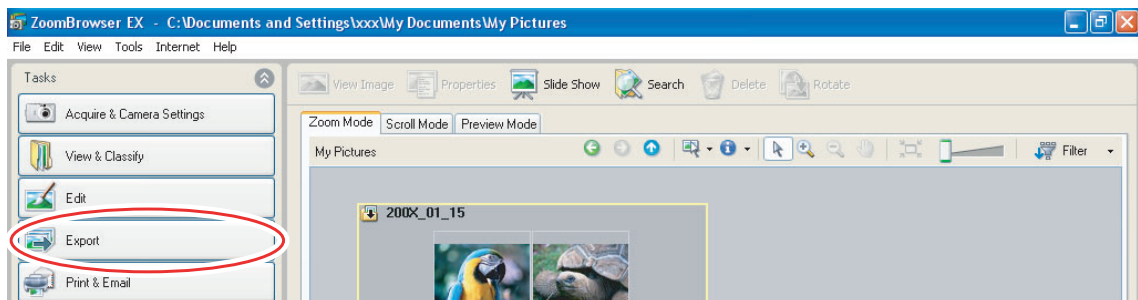 ZoomBrowser EX - C:\Documents and Settings\xxx\My Documents\My Pictures
File Edit View Tools Internet Help
Tasks
View Image Properties Slide Show Search Delete Rotate
Acquire & Camera Settings
Zoom Mode Scroll Mode Preview Mode
View & Classify
My Pictures Filter
Edit
200X_01_15
Export
Print & Email